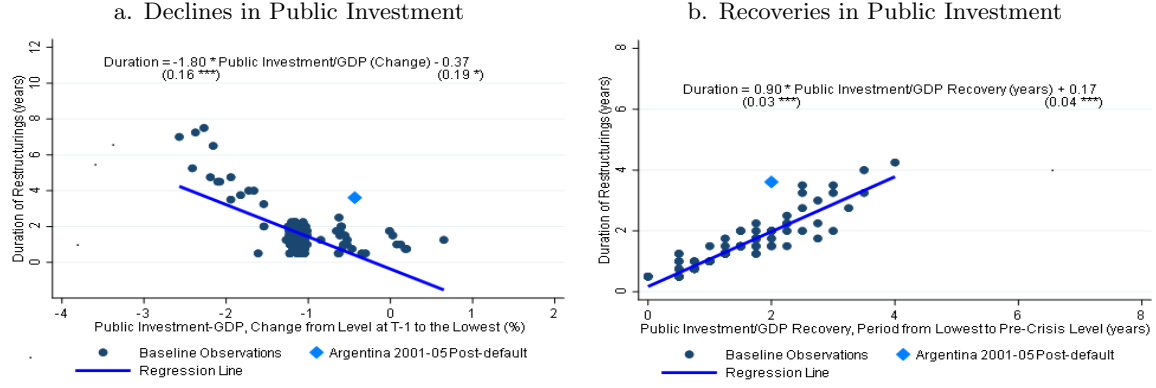 a. Declines in Public Investment
12
10
8
6
4
2
0
Duration of Restructurings (years)
Duration = -1.80 * Public Investment/GDP (Change) - 0.37
(0.16 ***) (0.19 *)
-4 -3 -2 -1 0 1 2
Public Investment-GDP, Change from Level at T-1 to the Lowest (%)
Baseline Observations Argentina 2001-05 Post-default
Regression Line
b. Recoveries in Public Investment
8
6
4
2
0
Duration of Restructurings (years)
Duration = 0.90 * Public Investment/GDP Recovery (years) + 0.17
(0.03 ***) (0.04 ***)
0 2 4 6 8
Public Investment/GDP Recovery, Period from Lowest to Pre-Crisis Level (years)
Baseline Observations Argentina 2001-05 Post-default
Regression Line